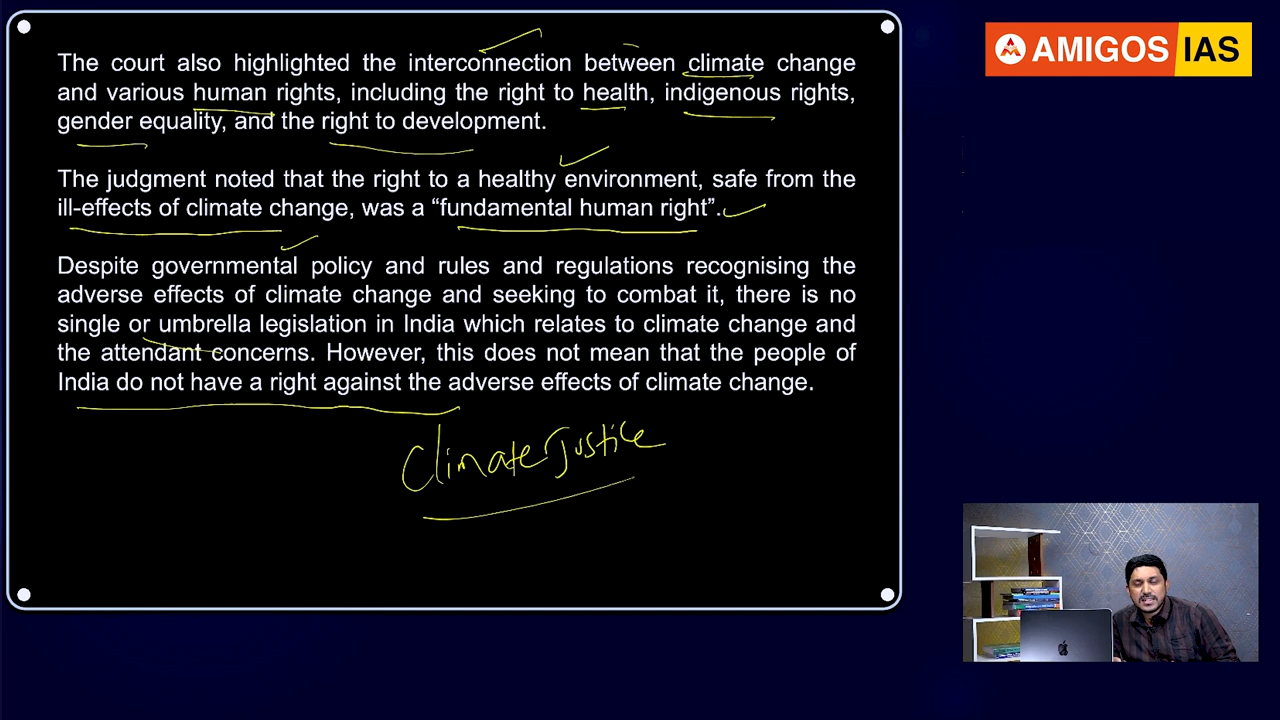 AMIGOS IAS
The court also highlighted the interconnection between climate change
and various human rights, including the right to health, indigenous rights,
gender equality, and the right to development.
The judgment noted that the right to a healthy environment, safe from the
ill-effects of climate change, was a “fundamental human right”.
Despite governmental policy and rules and regulations recognising the
adverse effects of climate change and seeking to combat it, there is no
single or umbrella legislation in India which relates to climate change and
the attendant concerns. However, this does not mean that the people of
India do not have a right against the adverse effects of climate change.
Climate Justice